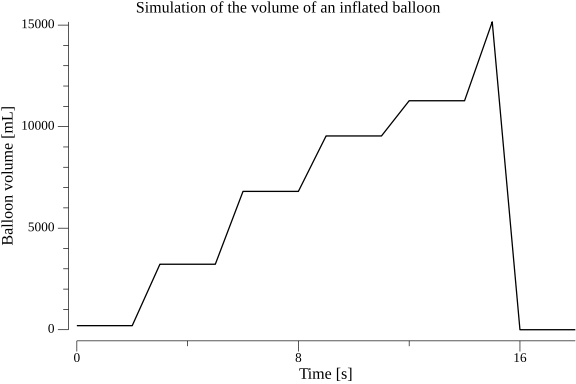 Simulation of the volume of an inflated balloon
15000
10000
5000
0
Balloon volume [mL]
0 8 16
Time [s]